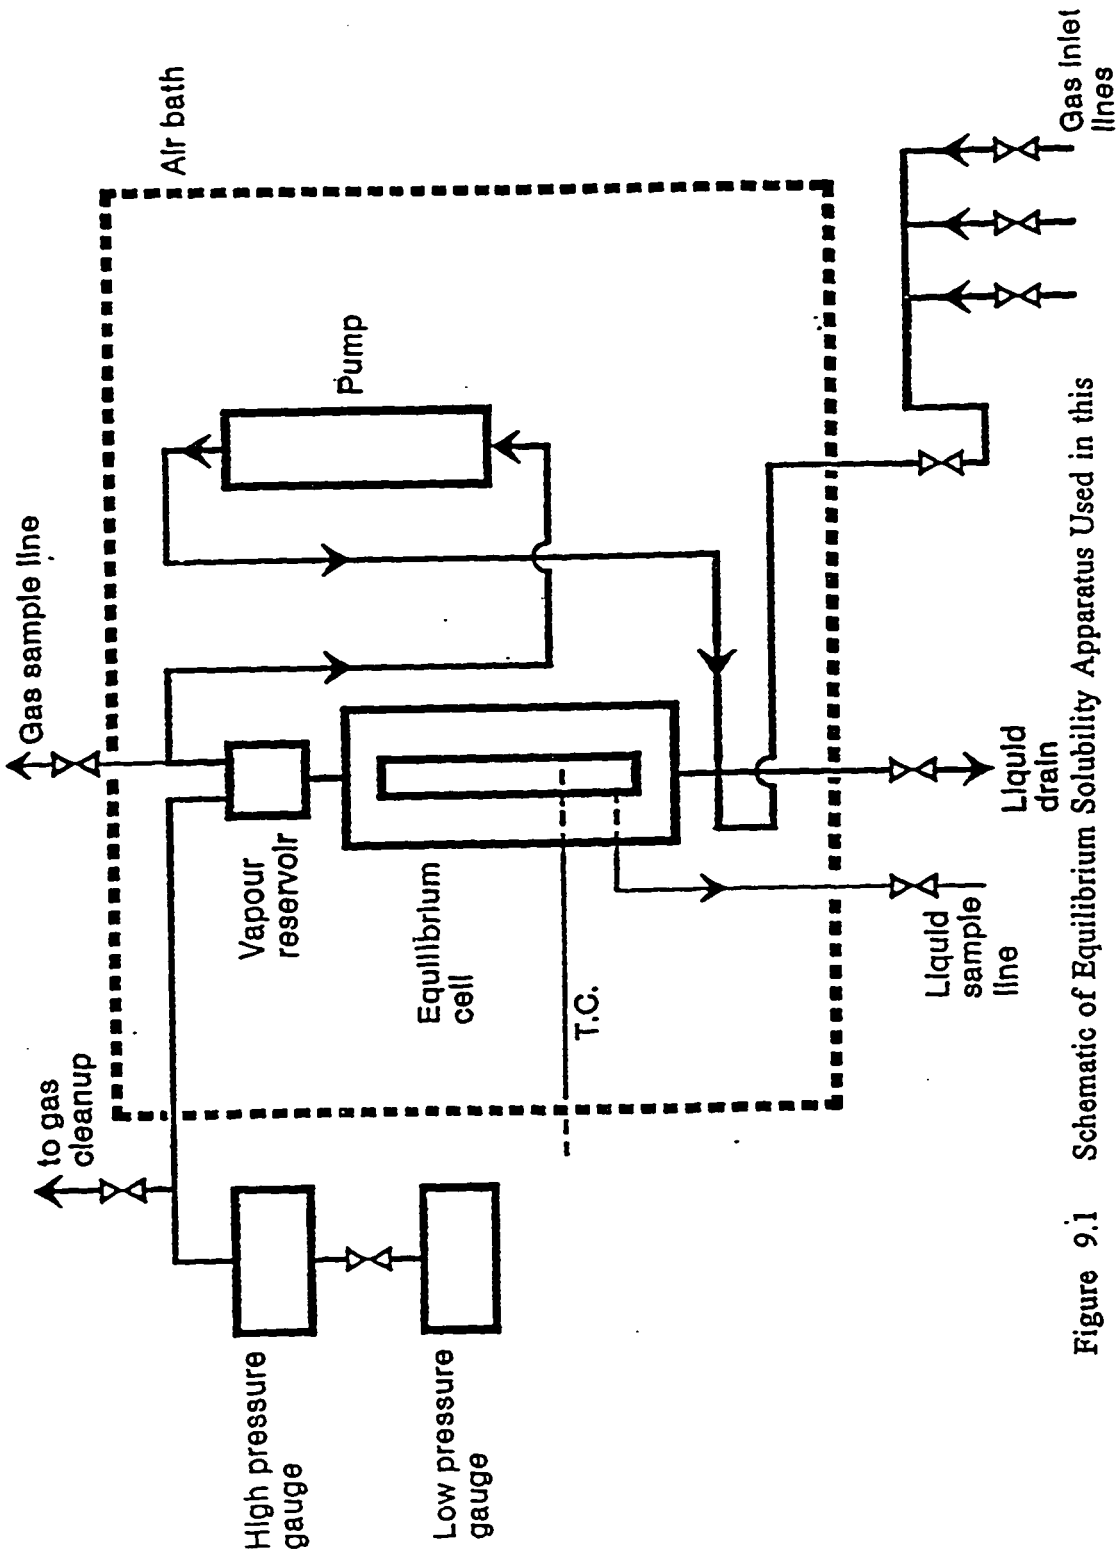 to gas
cleanup
Gas sample line
Air bath
High pressure
gauge
Low pressure
gauge
Vapour
reservoir
Equilibrium
cell
T.C.
Pump
Liquid
sample
line
Liquid
drain
Gas inlet
lines
Figure 9.1 Schematic of Equilibrium Solubility Apparatus Used in this